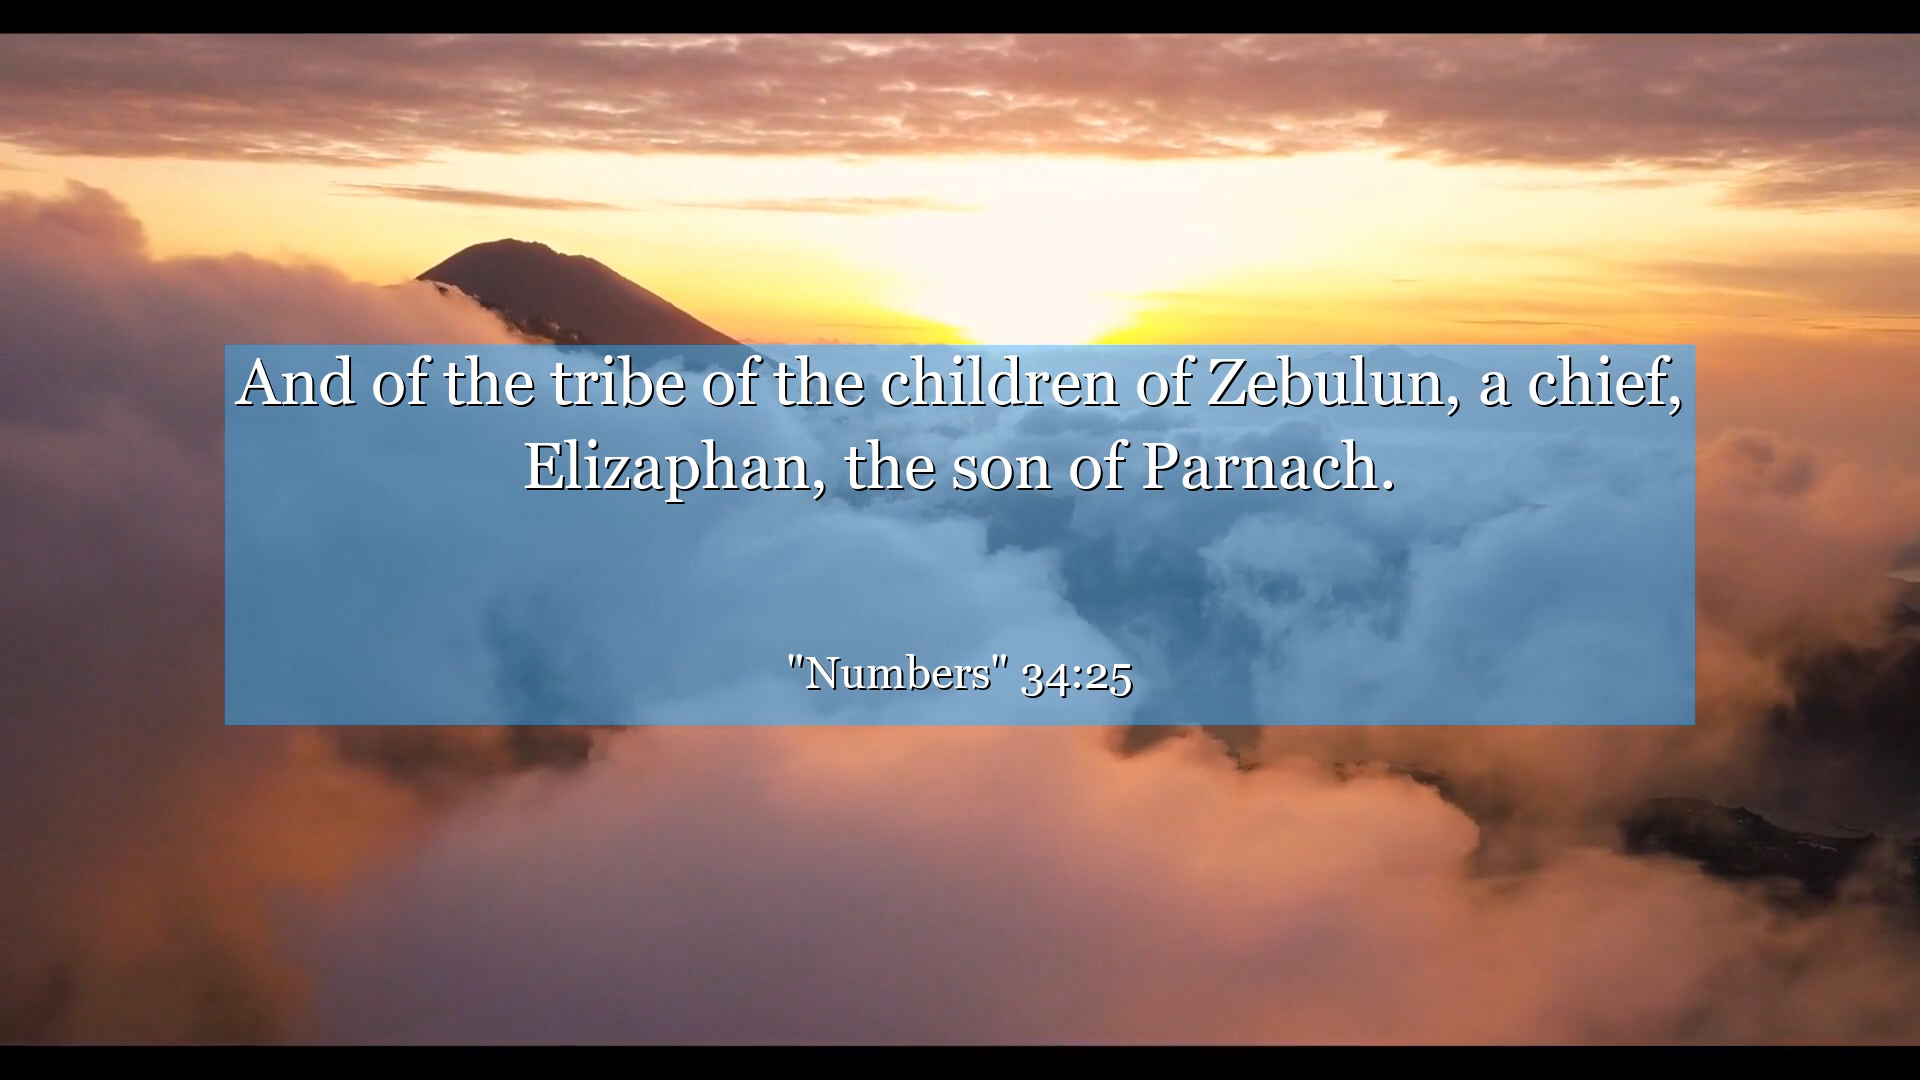 And of the tribe of the children of Zebulun, a chief,
Elizaphan, the son of Parnach.
"Numbers" 34:25